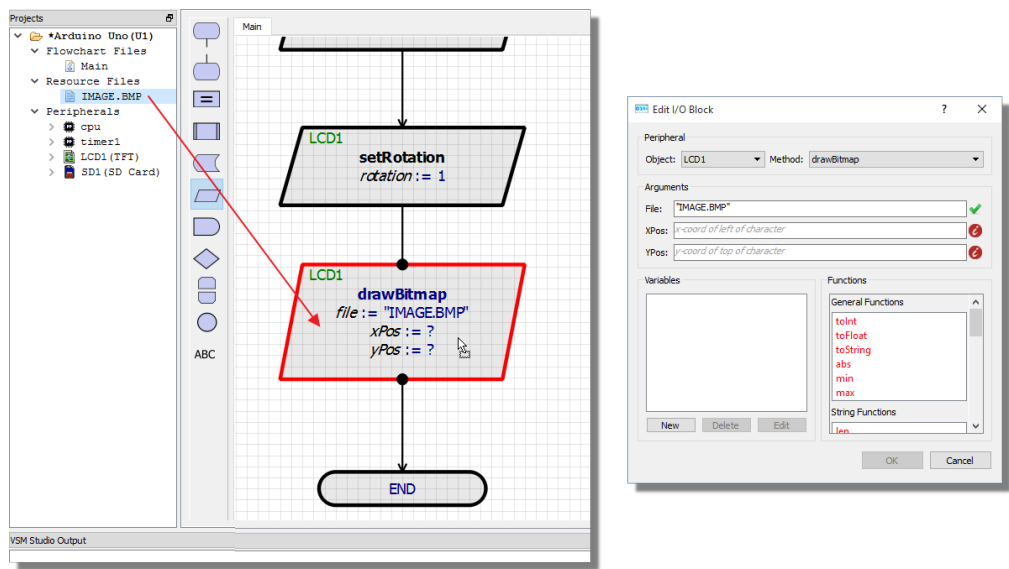 Projects
*Arduino Uno(U1)
Flowchart Files
Main
Resource Files
IMAGE.BMP
Peripherals
cpu
timer1
LCD1(TFT)
SD1(SD Card)
ABC
Main
LCD1
setRotation
rotation := 1
LCD1
drawBitmap
file := "IMAGE.BMP"
xPos := ?
yPos := ?
END
VSM Studio Output
Edit I/O Block
?
Peripheral
Object: LCD1 Method: drawBitmap
Arguments
File: "IMAGE.BMP"
XPos: x-coord of left of character
YPos: y-coord of top of character
Variables
New Delete Edit
Functions
General Functions
toInt
toFloat
toString
abs
min
max
String Functions
len
OK Cancel